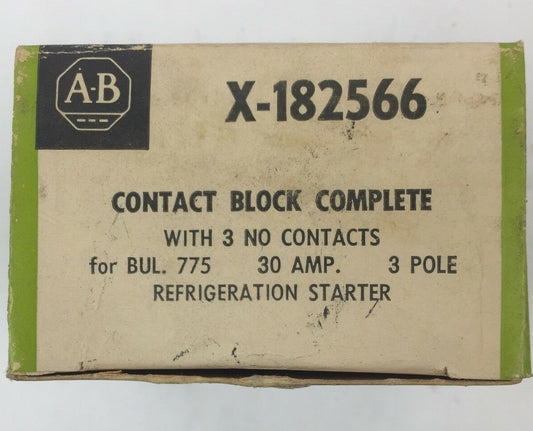 A-B
X-182566
CONTACT BLOCK COMPLETE
WITH 3 NO CONTACTS
for BUL. 775 30 AMP. 3 POLE
REFRIGERATION STARTER